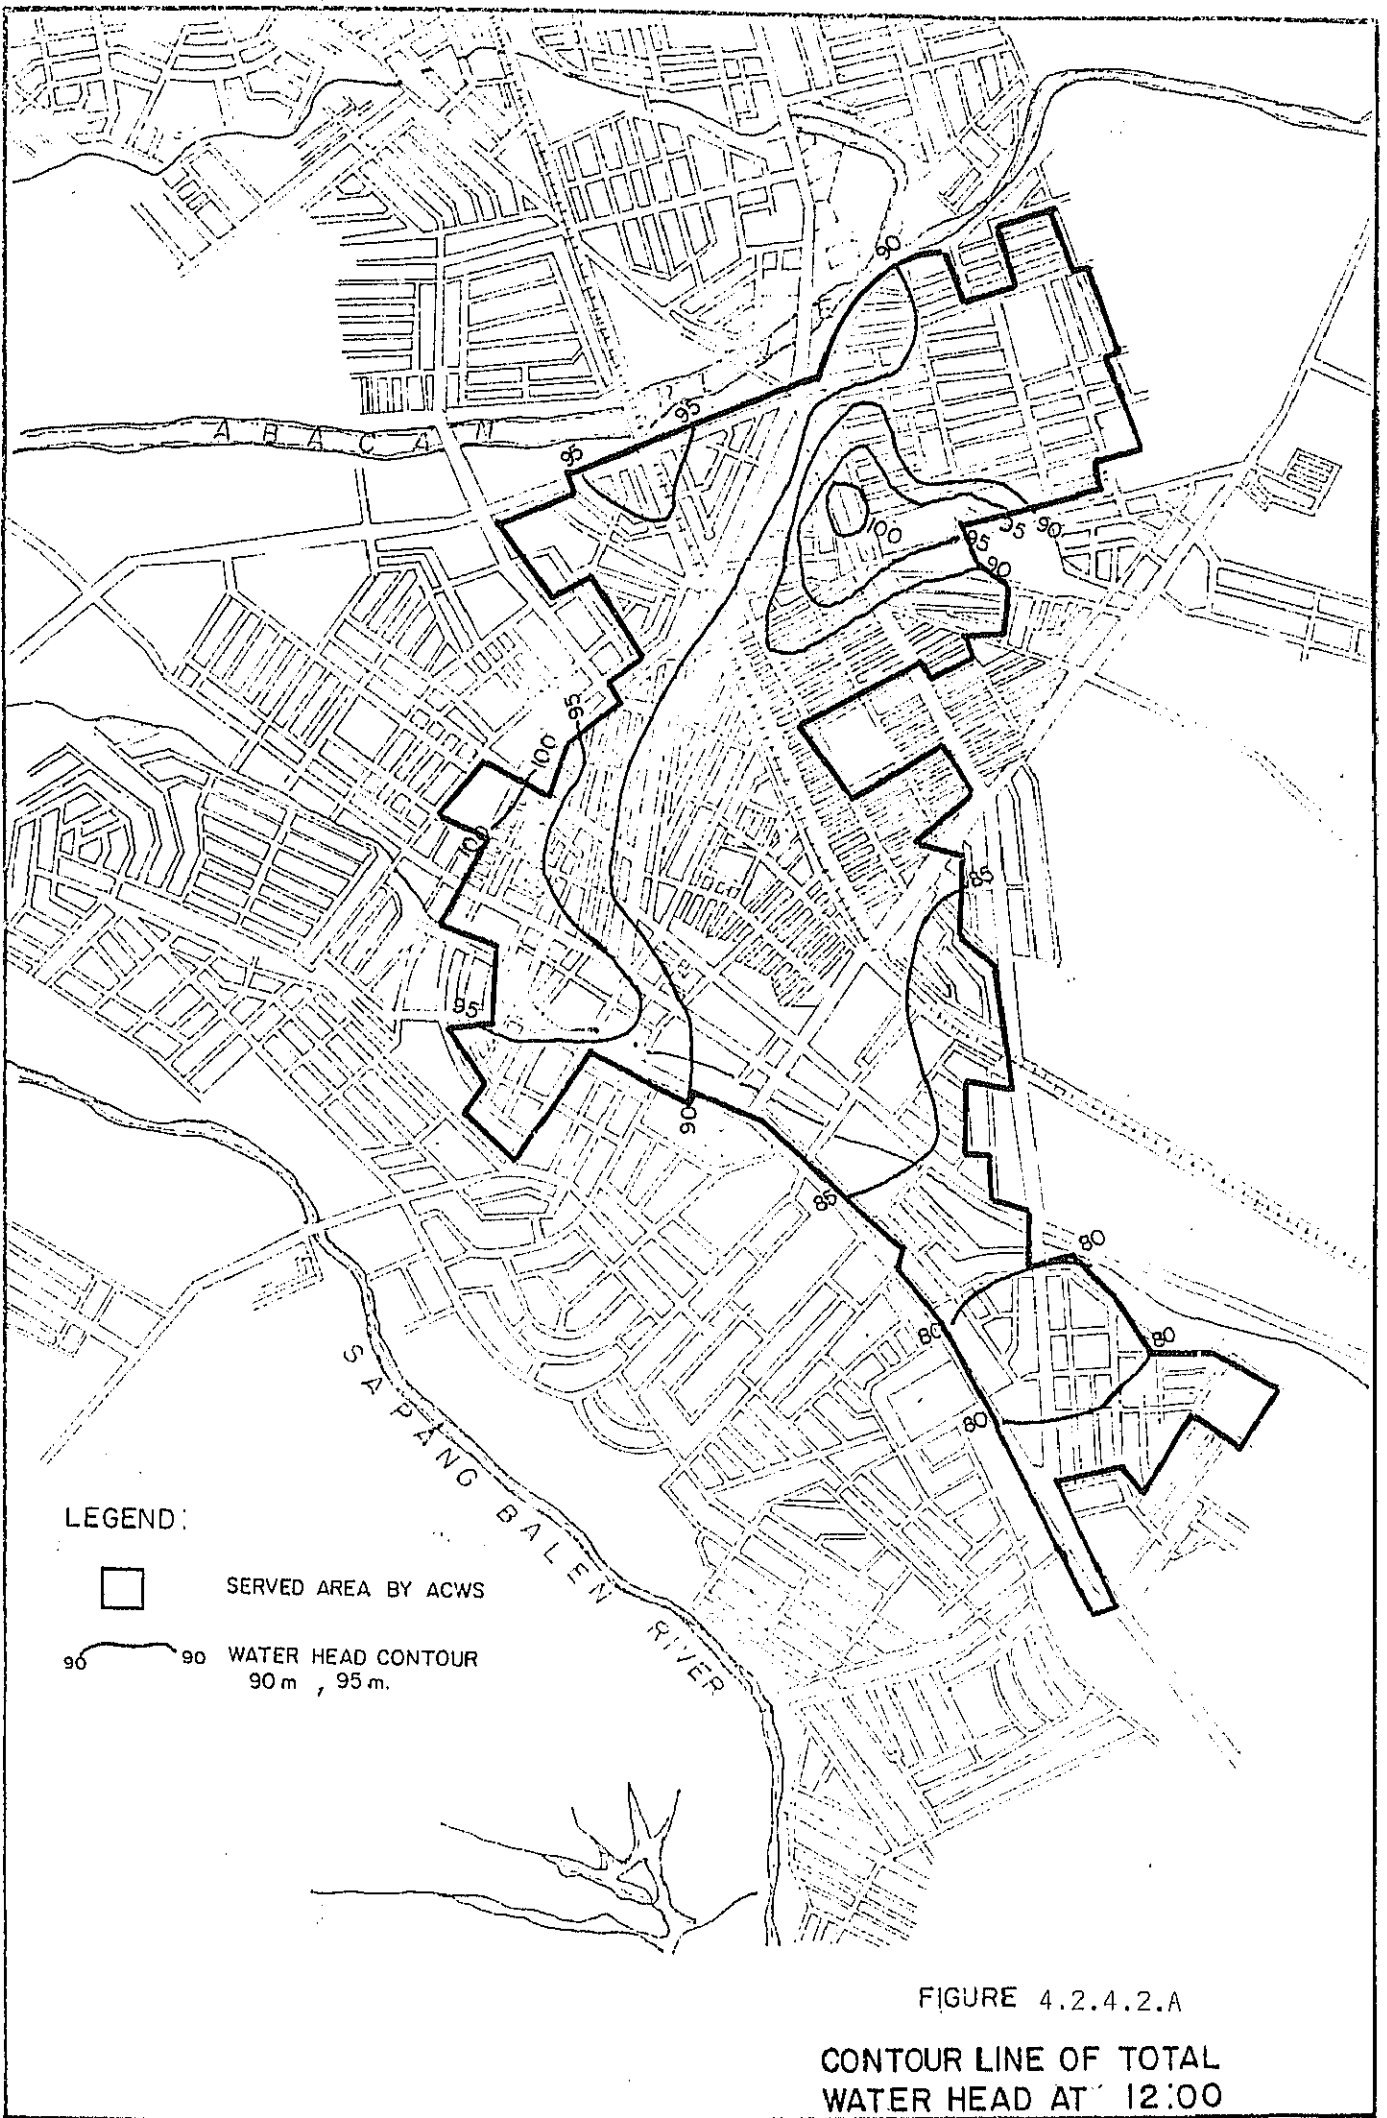 90
ABACAN
95
95
100
95
90
95
90
95
100
100
85
95
90
85
80
80
80
80
SAPANG BALEN RIVER
LEGEND:
SERVED AREA BY ACWS
90 90 WATER HEAD CONTOUR
90 m , 95 m.
FIGURE 4.2.4.2.A
CONTOUR LINE OF TOTAL
WATER HEAD AT 12:00